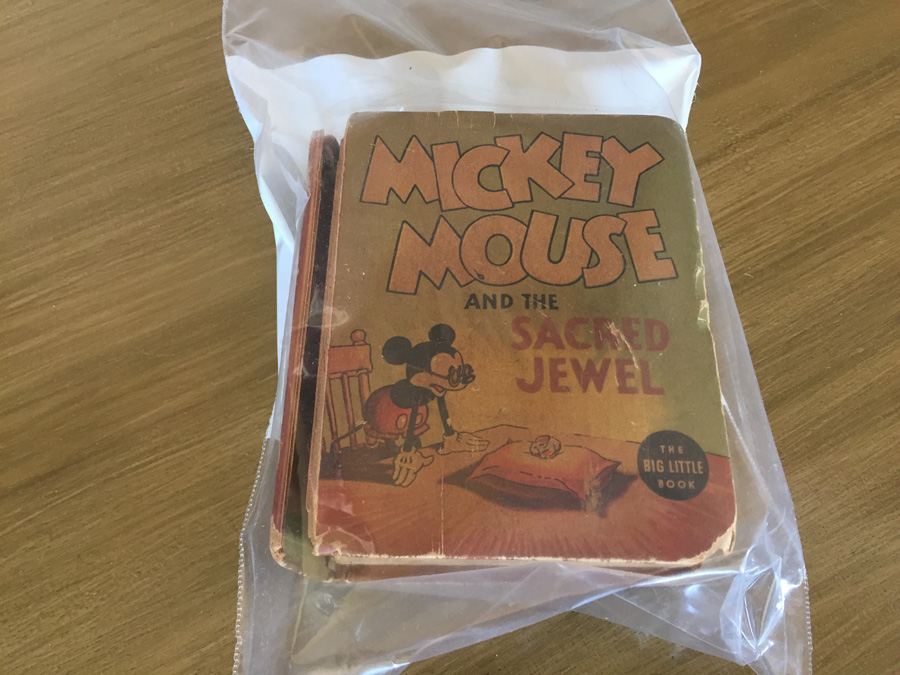 MICKEY
MOUSE
AND THE
SACRED
JEWEL
THE
BIG LITTLE
BOOK